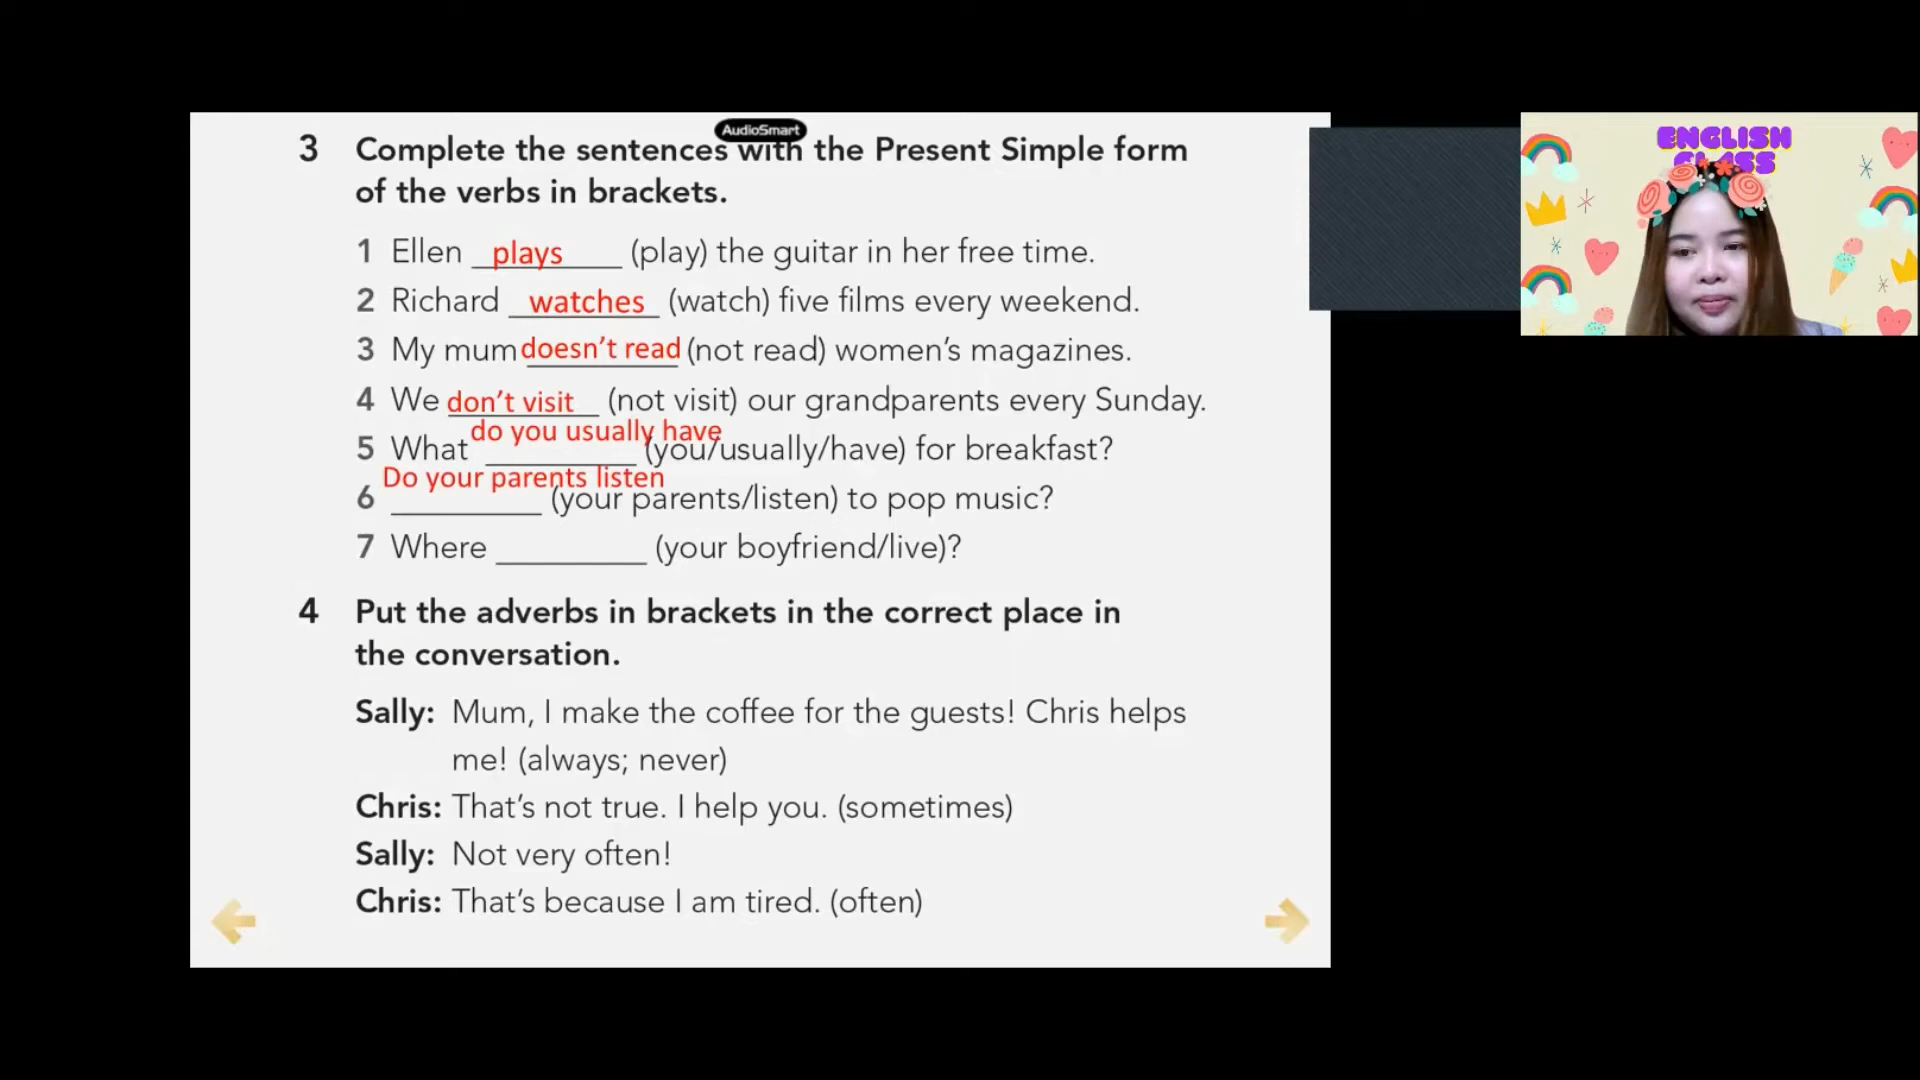 AudioSmart
3 Complete the sentences with the Present Simple form
of the verbs in brackets.
1 Ellen plays (play) the guitar in her free time.
2 Richard watches (watch) five films every weekend.
3 My mum doesn't read (not read) women's magazines.
4 We don't visit (not visit) our grandparents every Sunday.
do you usually have
5 What __________ (you/usually/have) for breakfast?
Do your parents listen
6 __________ (your parents/listen) to pop music?
7 Where __________ (your boyfriend/live)?
4 Put the adverbs in brackets in the correct place in
the conversation.
Sally: Mum, I make the coffee for the guests! Chris helps
me! (always; never)
Chris: That's not true. I help you. (sometimes)
Sally: Not very often!
Chris: That's because I am tired. (often)
ENGLISH
CLASS